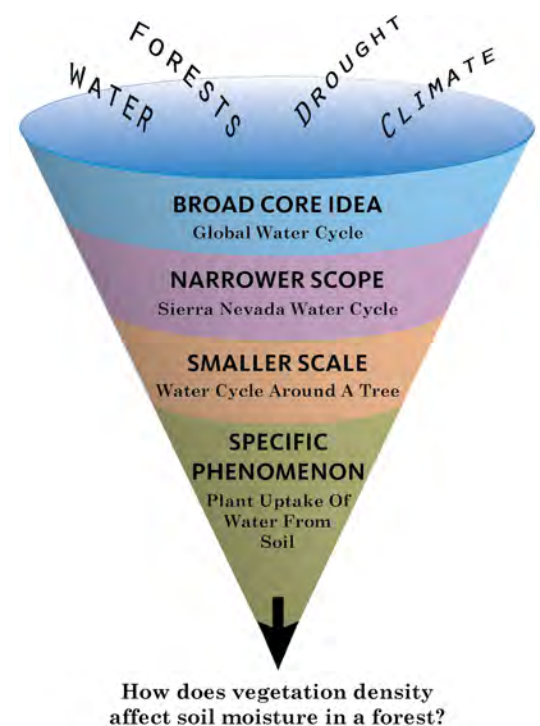 WATER
FORESTS
DROUGHT
CLIMATE
BROAD CORE IDEA
Global Water Cycle
NARROWER SCOPE
Sierra Nevada Water Cycle
SMALLER SCALE
Water Cycle Around A Tree
SPECIFIC
PHENOMENON
Plant Uptake Of
Water From
Soil
How does vegetation density
affect soil moisture in a forest?